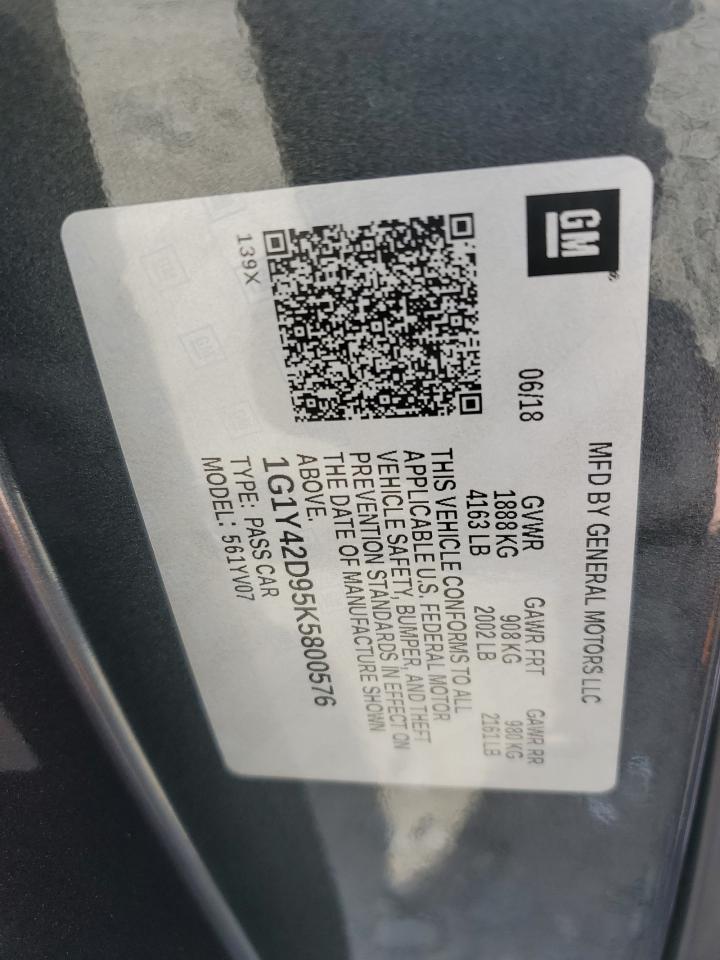 GM
®
MFD BY GENERAL MOTORS LLC
06/18 GVWR GAWR FRT GAWR RR
1888 KG 908 KG 980 KG
4163 LB 2002 LB 2161 LB
THIS VEHICLE CONFORMS TO ALL
APPLICABLE U.S. FEDERAL MOTOR
VEHICLE SAFETY, BUMPER, AND THEFT
PREVENTION STANDARDS IN EFFECT ON
THE DATE OF MANUFACTURE SHOWN
ABOVE.
1G1Y42D95K5800576
TYPE: PASS CAR
MODEL: 561YV07
139X